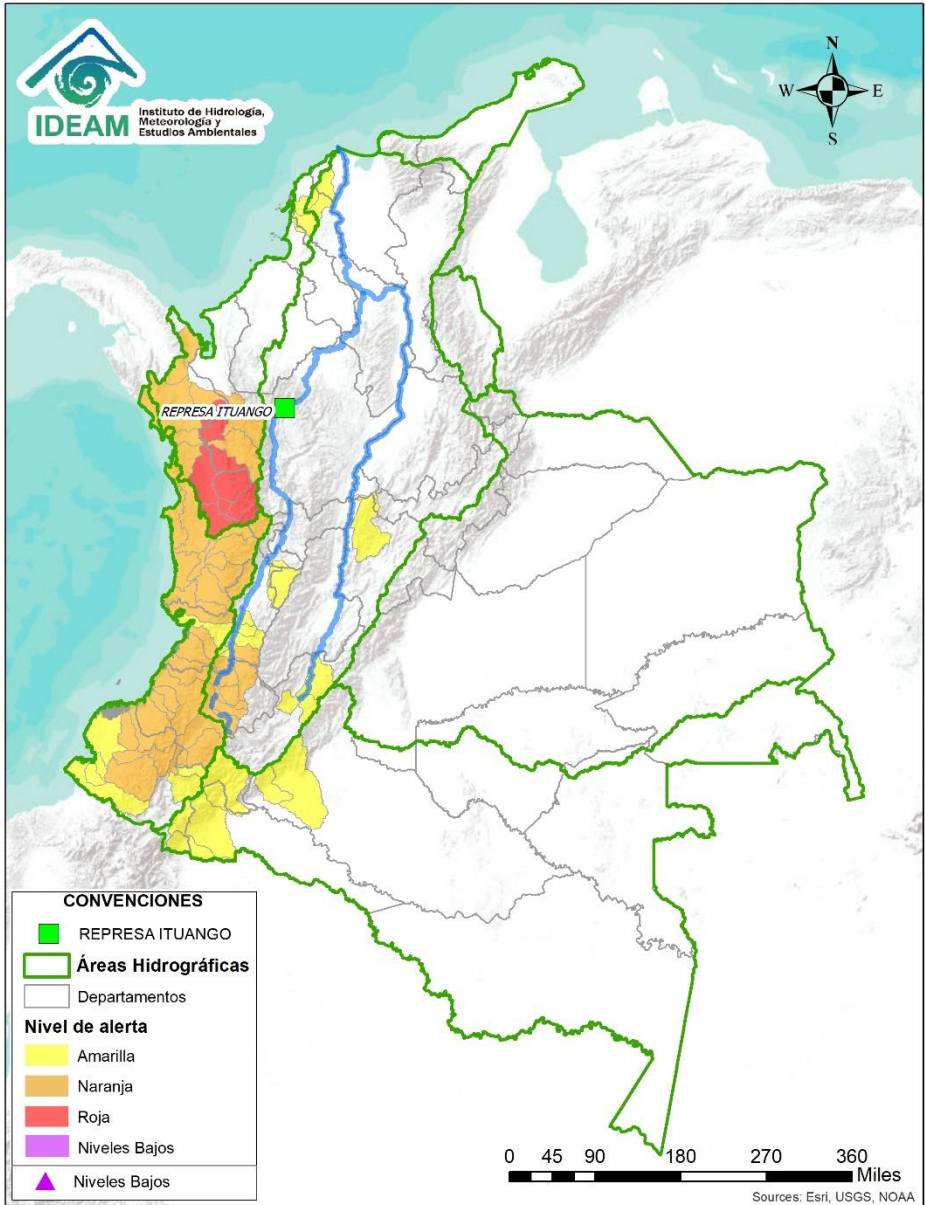 IDEAM
Instituto de Hidrología,
Meteorología y
Estudios Ambientales
N
W
E
S
REPRESA ITUANGO
CONVENCIONES
REPRESA ITUANGO
Áreas Hidrográficas
Departamentos
Nivel de alerta
Amarilla
Naranja
Roja
Niveles Bajos
Niveles Bajos
0 45 90 180 270 360
Miles
Sources: Esri, USGS, NOAA